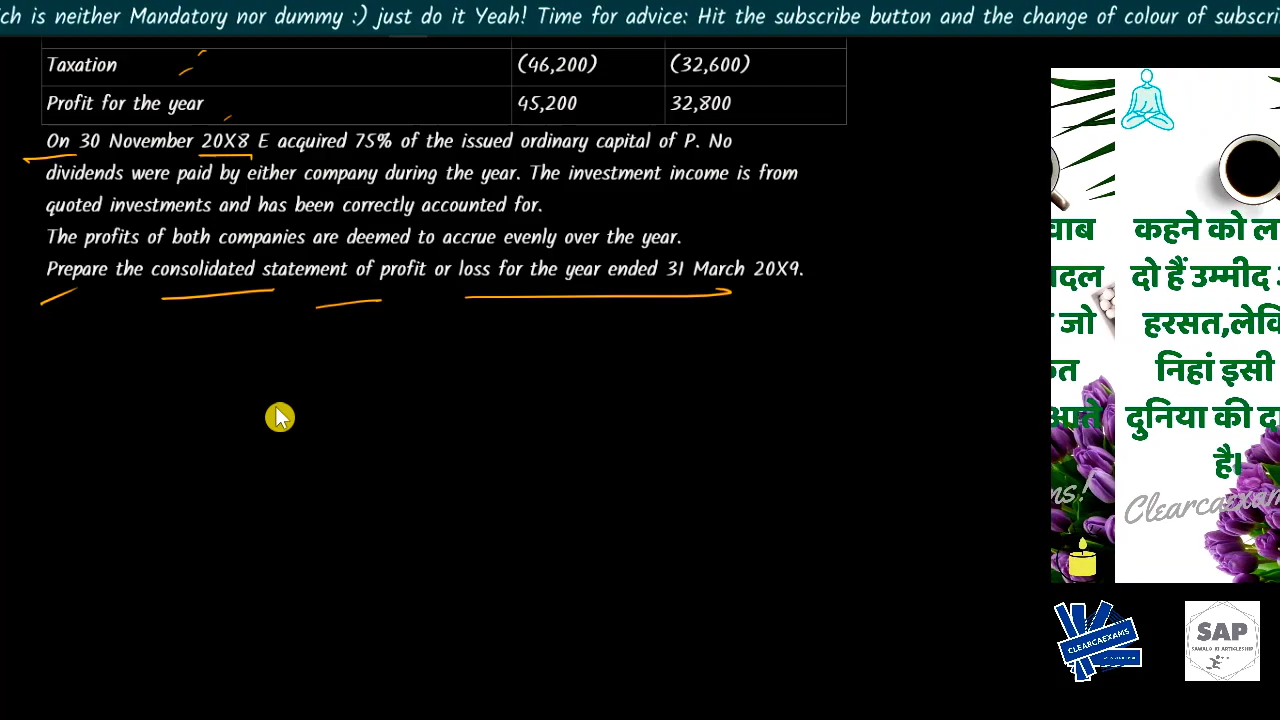 ch is neither Mandatory nor dummy :) just do it Yeah! Time for advice: Hit the subscribe button and the change of colour of subscri
Taxation (46,200) (32,600)
Profit for the year 45,200 32,800
On 30 November 20X8 E acquired 75% of the issued ordinary capital of P. No
dividends were paid by either company during the year. The investment income is from
quoted investments and has been correctly accounted for.
The profits of both companies are deemed to accrue evenly over the year.
Prepare the consolidated statement of profit or loss for the year ended 31 March 20X9.
कहने को ल
दो हैं उम्मीद
हरसत,लेकि
निहां इसी
दुनिया की द
है।
जो
आते
ms!
Clearcaexam
CLEARCAEXAMS
SAP
SAMALO KI ARTICLESHIP